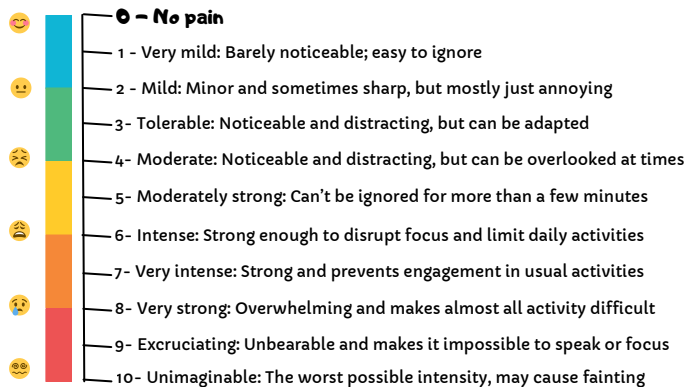 0 - No pain
1 - Very mild: Barely noticeable; easy to ignore
2 - Mild: Minor and sometimes sharp, but mostly just annoying
3- Tolerable: Noticeable and distracting, but can be adapted
4- Moderate: Noticeable and distracting, but can be overlooked at times
5- Moderately strong: Can't be ignored for more than a few minutes
6- Intense: Strong enough to disrupt focus and limit daily activities
7- Very intense: Strong and prevents engagement in usual activities
8- Very strong: Overwhelming and makes almost all activity difficult
9- Excruciating: Unbearable and makes it impossible to speak or focus
10- Unimaginable: The worst possible intensity, may cause fainting